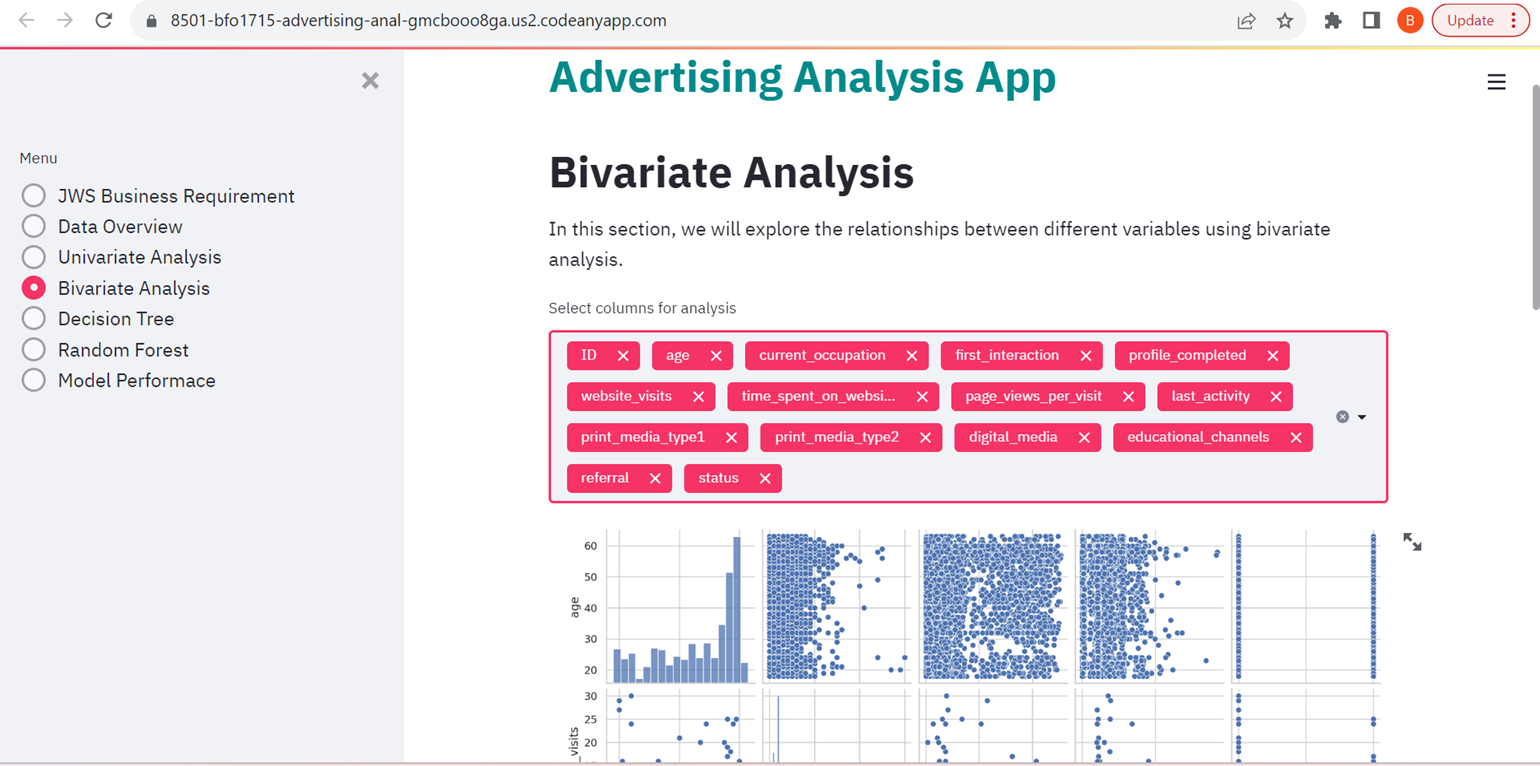 8501-bfo1715-advertising-anal-gmcbooo8ga.us2.codeanyapp.com
B
Update
Menu
JWS Business Requirement
Data Overview
Univariate Analysis
Bivariate Analysis
Decision Tree
Random Forest
Model Performace
Advertising Analysis App
Bivariate Analysis
In this section, we will explore the relationships between different variables using bivariate
analysis.
Select columns for analysis
ID age current_occupation first_interaction profile_completed
website_visits time_spent_on_websi... page_views_per_visit last_activity
print_media_type1 print_media_type2 digital_media educational_channels
referral status
60
50
age
40
30
20
30
25
20
_visits